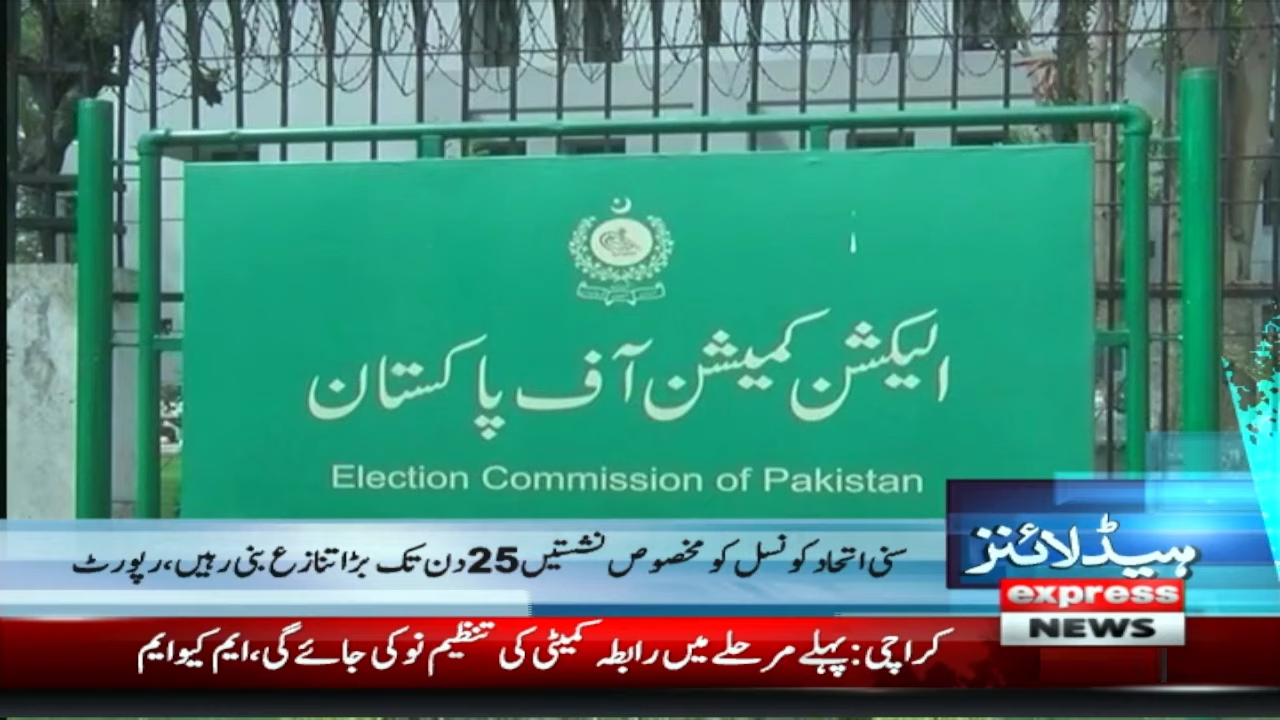 الیکشن کمیشن آف پاکستان
Election Commission of Pakistan
ہیڈلائنز
سنی اتحاد کونسل کو مخصوص نشستیں 25 دن تک بڑا تنازع بنی رہیں، رپورٹ
express
NEWS
کراچی: پہلے مرحلے میں رابطہ کمیٹی کی تنظیم نو کی جائے گی، ایم کیو ایم